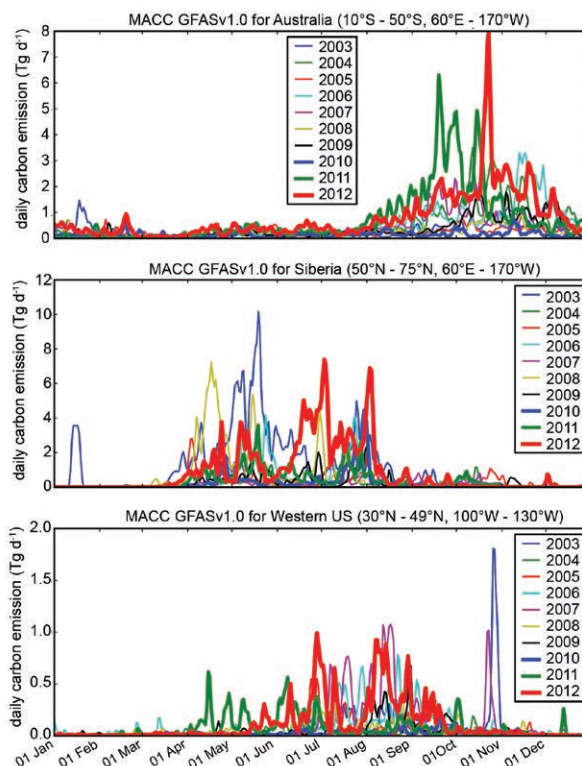 MACC GFASv1.0 for Australia (10°S - 50°S, 60°E - 170°W)
daily carbon emission (Tg d⁻¹)
8
7
6
5
4
3
2
1
0
2003
2004
2005
2006
2007
2008
2009
2010
2011
2012
MACC GFASv1.0 for Siberia (50°N - 75°N, 60°E - 170°W)
daily carbon emission (Tg d⁻¹)
12
10
8
6
4
2
0
2003
2004
2005
2006
2007
2008
2009
2010
2011
2012
MACC GFASv1.0 for Western US (30°N - 49°N, 100°W - 130°W)
daily carbon emission (Tg d⁻¹)
2.0
1.5
1.0
0.5
0.0
2003
2004
2005
2006
2007
2008
2009
2010
2011
2012
01 Jan
01 Feb
01 Mar
01 Apr
01 May
01 Jun
01 Jul
01 Aug
01 Sep
01 Oct
01 Nov
01 Dec